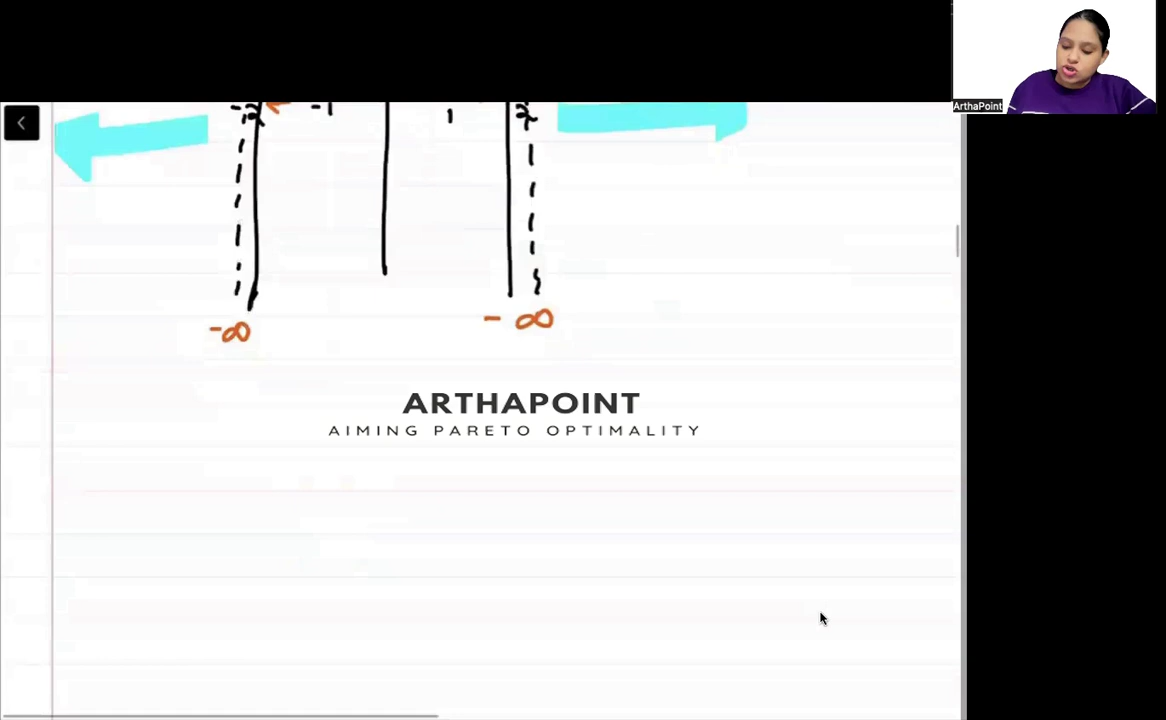 ArthaPoint
-2 -1 1 2
-∞ - ∞
ARTHAPOINT
AIMING PARETO OPTIMALITY